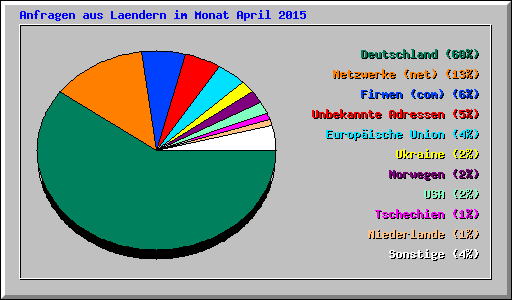 Anfragen aus Laendern im Monat April 2015
Deutschland (60%)
Netzwerke (net) (13%)
Firmen (com) (6%)
Unbekannte Adressen (5%)
Europäische Union (4%)
Ukraine (2%)
Norwegen (2%)
USA (2%)
Tschechien (1%)
Niederlande (1%)
Sonstige (4%)